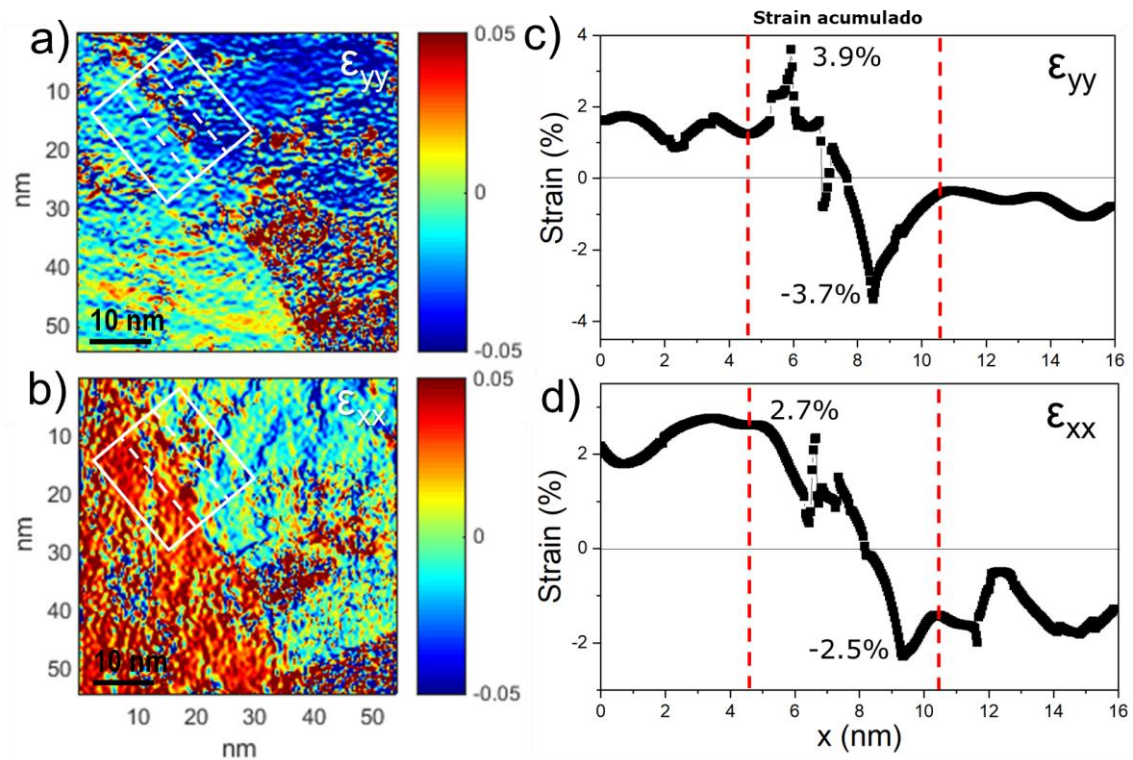 Strain acumulado
a)
εyy
10
20
30
40
50
nm
10 nm
0.05
0
-0.05
b)
εxx
10
20
30
40
50
nm
10 nm
10 20 30 40 50
nm
0.05
0
-0.05
c)
εyy
3.9%
-3.7%
Strain (%)
4
2
0
-2
-4
0 2 4 6 8 10 12 14 16
d)
εxx
2.7%
-2.5%
Strain (%)
2
0
-2
0 2 4 6 8 10 12 14 16
x (nm)